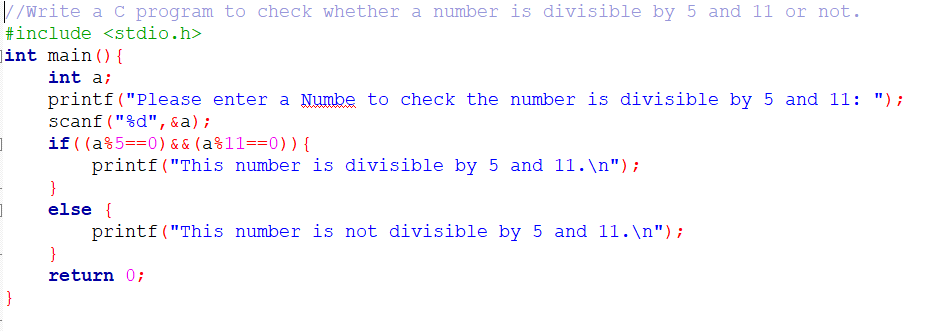 //Write a C program to check whether a number is divisible by 5 and 11 or not.
#include <stdio.h>
int main(){
    int a;
    printf("Please enter a Numbe to check the number is divisible by 5 and 11: ");
    scanf("%d",&a);
    if((a%5==0)&&(a%11==0)){
        printf("This number is divisible by 5 and 11.\n");
    }
    else {
        printf("This number is not divisible by 5 and 11.\n");
    }
    return 0;
}